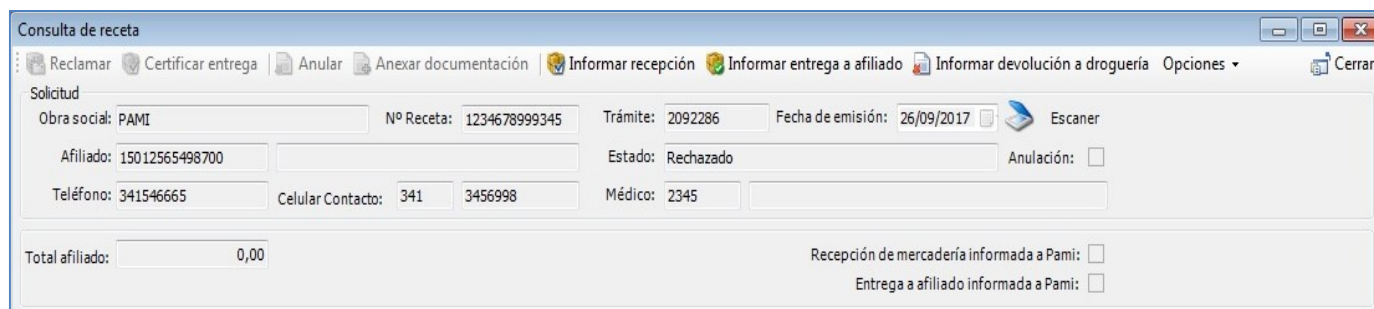 Consulta de receta
Reclamar Certificar entrega Anular Anexar documentación Informar recepción Informar entrega a afiliado Informar devolución a droguería Opciones Cerrar
Solicitud
Obra social: PAMI Nº Receta: 1234678999345 Trámite: 2092286 Fecha de emisión: 26/09/2017 Escaner
Afiliado: 15012565498700 Estado: Rechazado Anulación:
Teléfono: 341546665 Celular Contacto: 341 3456998 Médico: 2345
Total afiliado: 0,00 Recepción de mercadería informada a Pami:
Entrega a afiliado informada a Pami: